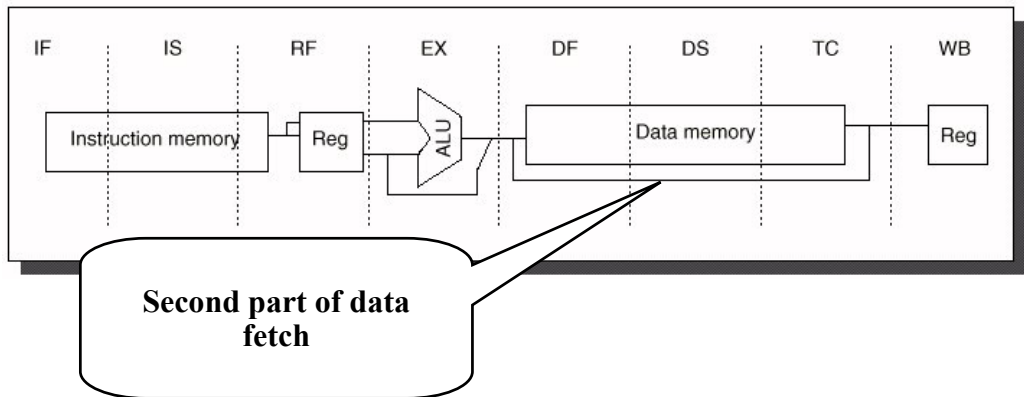 IF IS RF EX DF DS TC WB
Instruction memory Reg ALU Data memory Reg
Second part of data
fetch